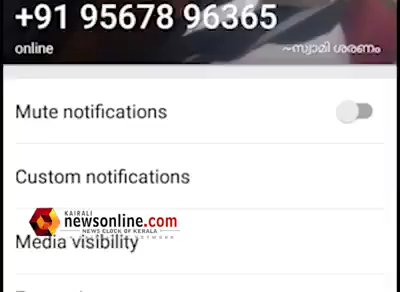 +91 95678 96365
online
~സ്വാമി ശരണം
Mute notifications
Custom notifications
KAIRALI
newsonline.com
NEWS CLOCK OF KERALA
Media visibility